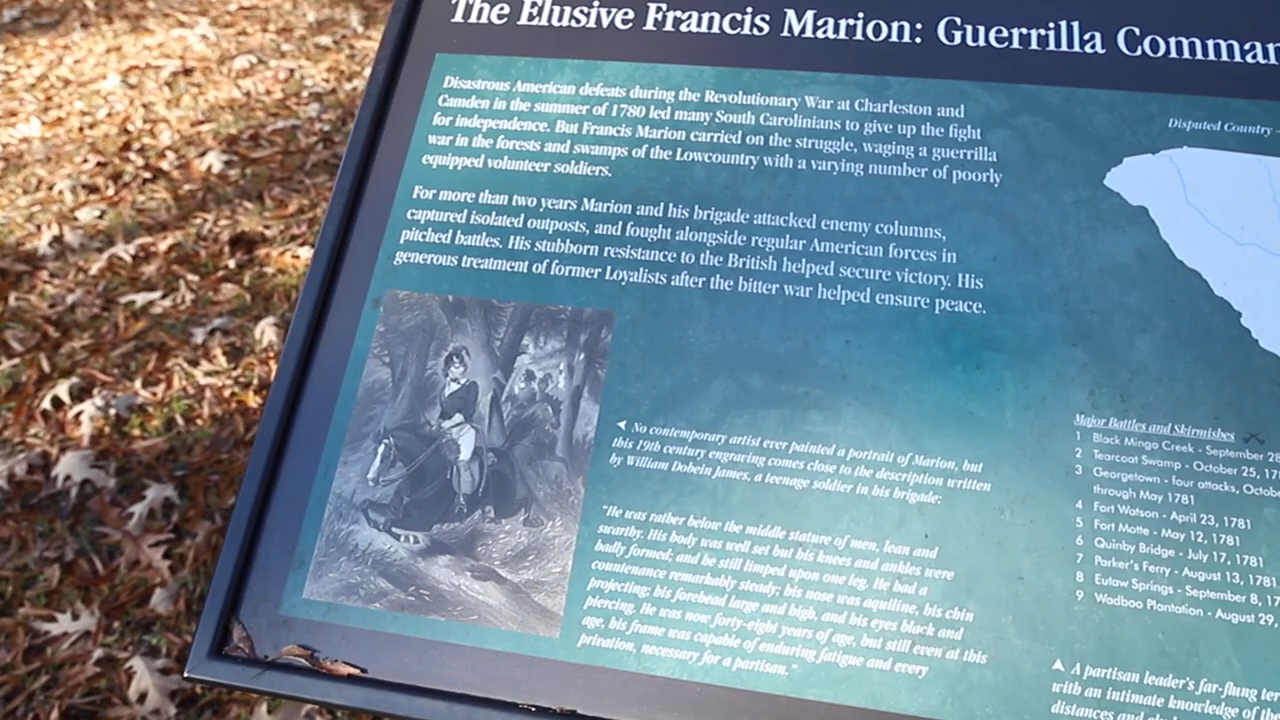 The Elusive Francis Marion: Guerrilla
Disastrous American defeats during the Revolutionary War at Charleston and
Camden in the summer of 1780 led many South Carolinians to give up the fight
for independence. But Francis Marion carried on the struggle, waging a guerrilla
war in the forests and swamps of the Lowcountry with a varying number of poorly
equipped volunteer soldiers.
For more than two years Marion and his brigade attacked enemy columns,
captured isolated outposts, and fought alongside regular American forces in
pitched battles. His stubborn resistance to the British helped secure victory. His
generous treatment of former Loyalists after the bitter war helped ensure peace.
No contemporary artist ever painted a portrait of Marion, but
this 19th century engraving comes close to the description written
by William Dobein James, a teenage soldier in his brigade:
"He was rather below the middle stature of men, lean and
swarthy. His body was well set but his knees and ankles were
badly formed; and he still limped upon one leg. He had a
countenance remarkably steady; his nose was aquiline, his chin
projecting; his forehead large and high, and his eyes black and
piercing. He was now forty-eight years of age, but still even at this
age, his frame was capable of enduring fatigue and every
privation, necessary for a partisan."
Disputed Country
Major Battles and Skirmishes
1 Black Mingo Creek - September 28
2 Tearcoat Swamp - October 25,
3 Georgetown - four attacks,
through May 1781
4 Fort Watson - April 23, 1781
5 Fort Motte - May 12, 1781
6 Quinby Bridge - July 17, 1781
7 Parker's Ferry - August 13, 1781
8 Eutaw Springs - September 8,
9 Wadboo Plantation - August 29,
A partisan leader's far-flung
with an intimate knowledge of
distances and